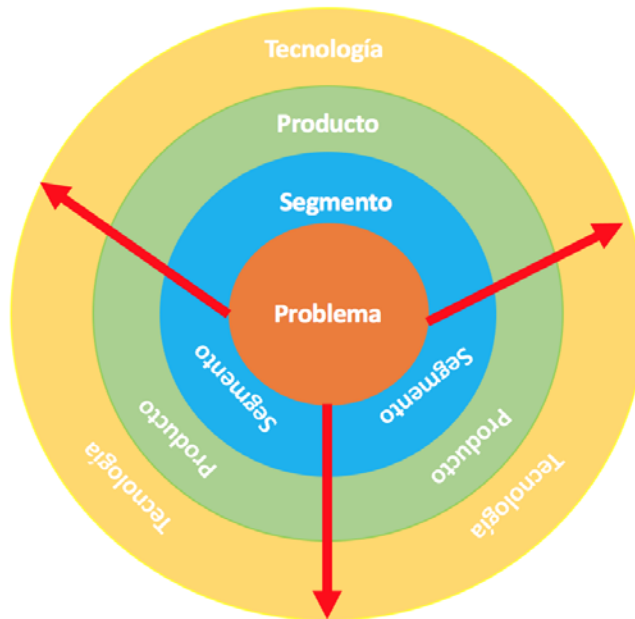 Tecnología
Producto
Segmento
Problema
Segmento
Segmento
Producto
Producto
Tecnología
Tecnología